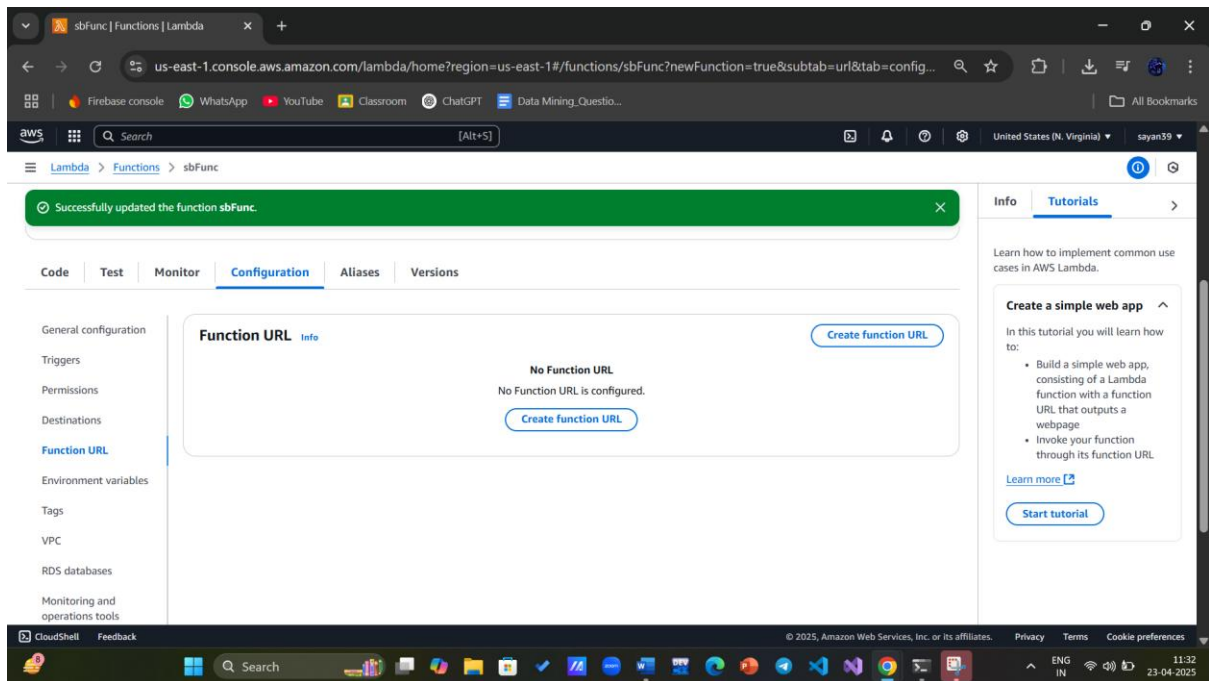 sbFunc | Functions | Lambda
us-east-1.console.aws.amazon.com/lambda/home?region=us-east-1#/functions/sbFunc?newFunction=true&subtab=url&tab=config...
Firebase console WhatsApp YouTube Classroom ChatGPT Data Mining_Questio... All Bookmarks
aws Search [Alt+S] United States (N. Virginia) sayan39
Lambda > Functions > sbFunc
Successfully updated the function sbFunc.
Code Test Monitor Configuration Aliases Versions
General configuration
Triggers
Permissions
Destinations
Function URL
Environment variables
Tags
VPC
RDS databases
Monitoring and
operations tools
Function URL Info Create function URL
No Function URL
No Function URL is configured.
Create function URL
Info Tutorials
Learn how to implement common use
cases in AWS Lambda.
Create a simple web app
In this tutorial you will learn how
to:
• Build a simple web app,
consisting of a Lambda
function with a function
URL that outputs a
webpage
• Invoke your function
through its function URL
Learn more
Start tutorial
CloudShell Feedback © 2025, Amazon Web Services, Inc. or its affiliates. Privacy Terms Cookie preferences
Search ENG
IN
11:32
23-04-2025